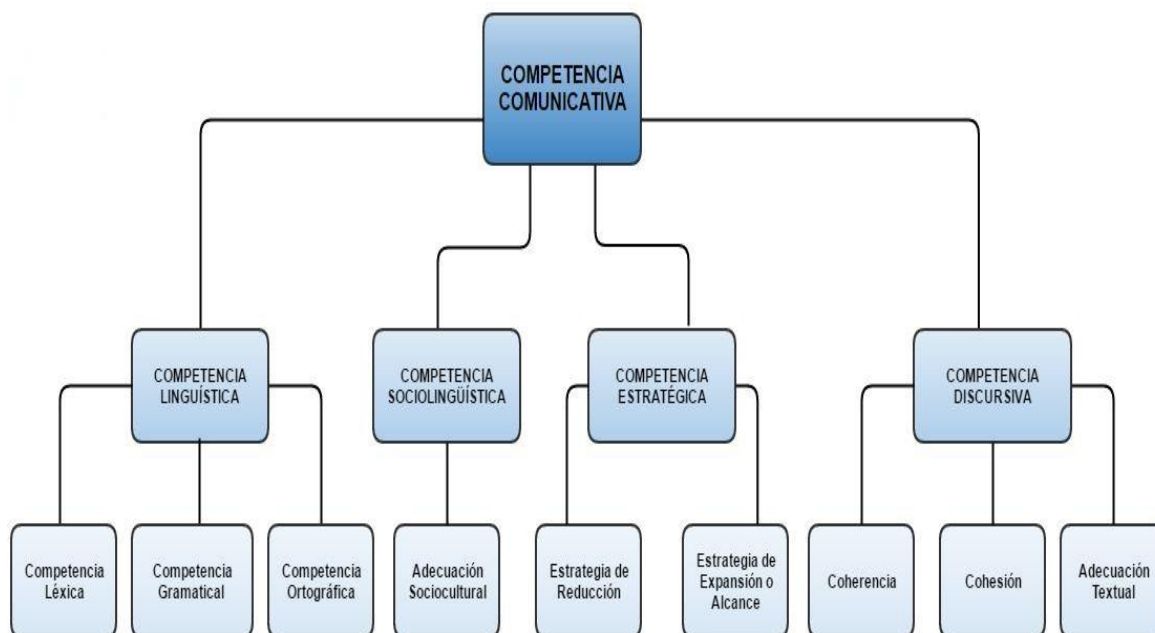 COMPETENCIA
COMUNICATIVA
COMPETENCIA
LINGUÍSTICA
COMPETENCIA
SOCIOLINGÜÍSTICA
COMPETENCIA
ESTRATÉGICA
COMPETENCIA
DISCURSIVA
Competencia
Léxica
Competencia
Gramatical
Competencia
Ortográfica
Adecuación
Sociocultural
Estrategia de
Reducción
Estrategia de
Expansión o
Alcance
Coherencia
Cohesión
Adecuación
Textual